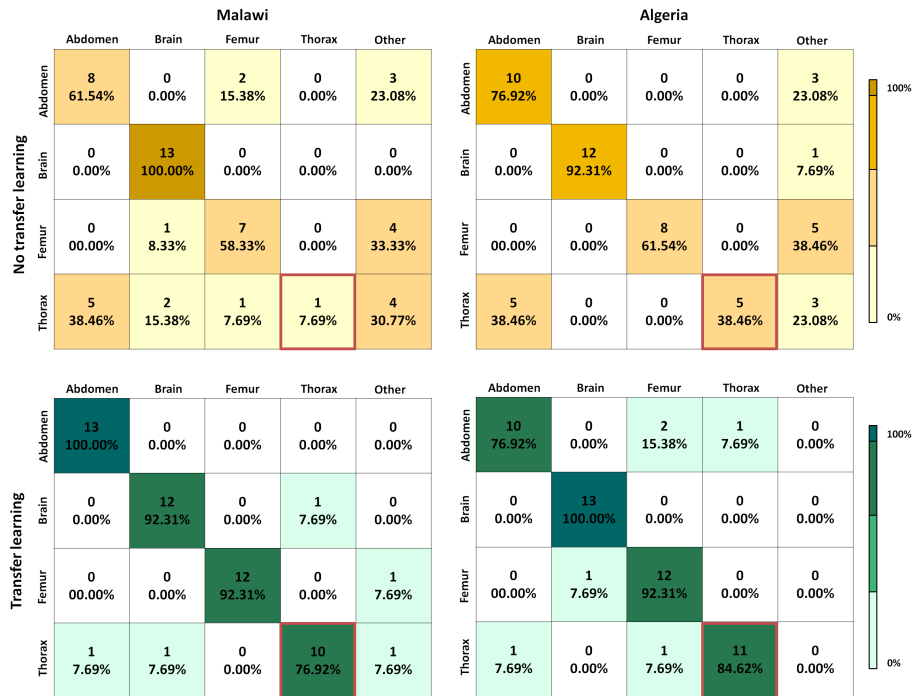 Malawi Algeria
Abdomen Brain Femur Thorax Other Abdomen Brain Femur Thorax Other
No transfer learning
Abdomen 8 0 2 0 3 Abdomen 10 0 0 0 3 100%
61.54% 0.00% 15.38% 0.00% 23.08% 76.92% 0.00% 0.00% 0.00% 23.08%
Brain 0 13 0 0 0 Brain 0 12 0 0 1
0.00% 100.00% 0.00% 0.00% 0.00% 0.00% 92.31% 0.00% 0.00% 7.69%
Femur 0 1 7 0 4 Femur 0 0 8 0 5
00.00% 8.33% 58.33% 0.00% 33.33% 00.00% 0.00% 61.54% 0.00% 38.46%
Thorax 5 2 1 1 4 Thorax 5 0 0 5 3
38.46% 15.38% 7.69% 7.69% 30.77% 38.46% 0.00% 0.00% 38.46% 23.08% 0%
Abdomen Brain Femur Thorax Other Abdomen Brain Femur Thorax Other
Transfer learning
Abdomen 13 0 0 0 0 Abdomen 10 0 2 1 0 100%
100.00% 0.00% 0.00% 0.00% 0.00% 76.92% 0.00% 15.38% 7.69% 0.00%
Brain 0 12 0 1 0 Brain 0 13 0 0 0
0.00% 92.31% 0.00% 7.69% 0.00% 0.00% 100.00% 0.00% 0.00% 0.00%
Femur 0 0 12 0 1 Femur 0 1 12 0 0
00.00% 0.00% 92.31% 0.00% 7.69% 00.00% 7.69% 92.31% 0.00% 0.00%
Thorax 1 1 0 10 1 Thorax 1 0 1 11 0
7.69% 7.69% 0.00% 76.92% 7.69% 7.69% 0.00% 7.69% 84.62% 0.00% 0%